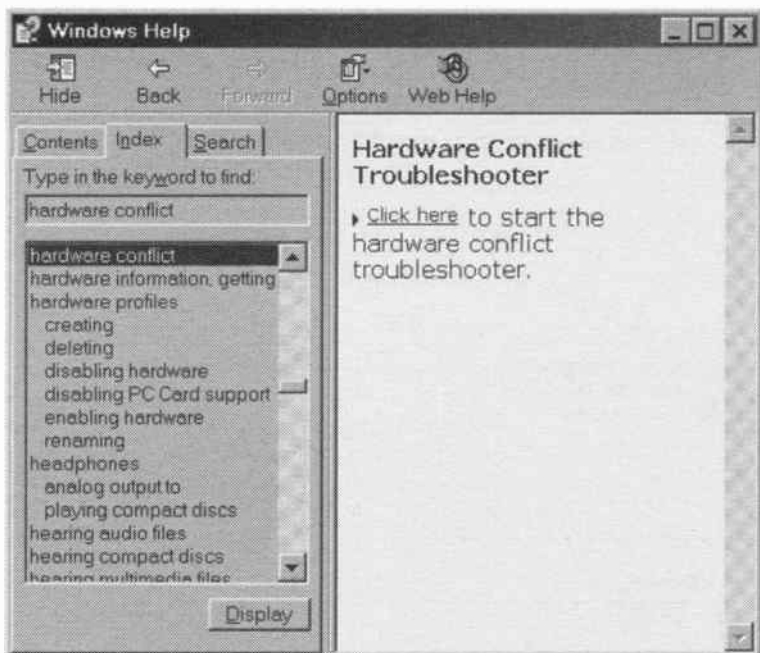 Windows Help
Hide Back Forward Options Web Help
Contents Index Search
Type in the keyword to find:
hardware conflict
hardware conflict
hardware information, getting
hardware profiles
creating
deleting
disabling hardware
disabling PC Card support
enabling hardware
renaming
headphones
analog output to
playing compact discs
hearing audio files
hearing compact discs
hearing multimedia files
Display
Hardware Conflict
Troubleshooter
Click here to start the
hardware conflict
troubleshooter.